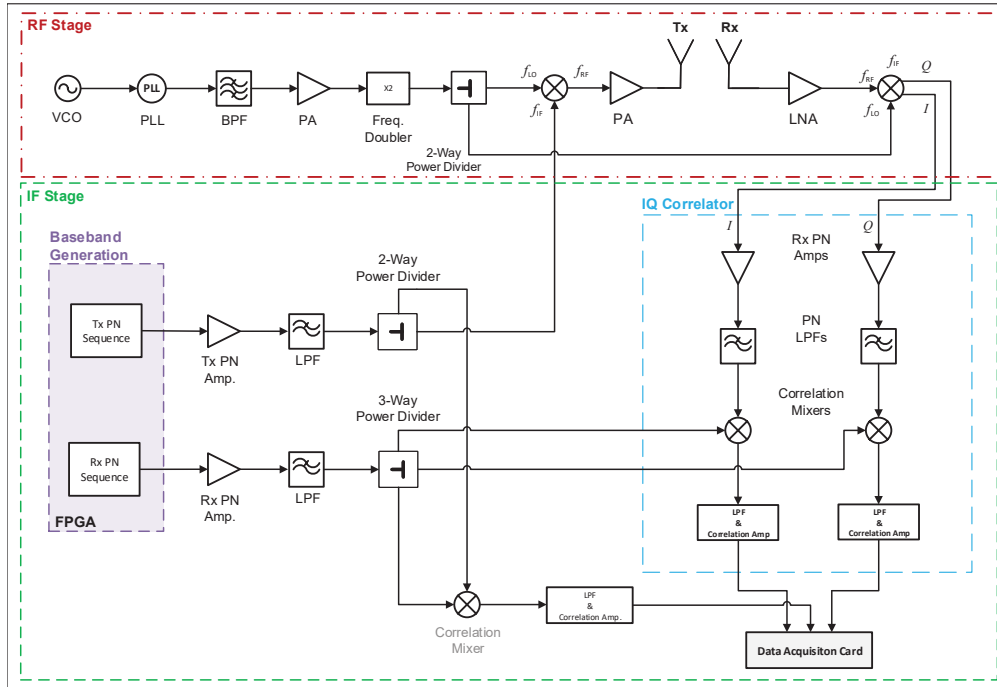 RF Stage
Tx
Rx
VCO
PLL
PLL
BPF
PA
X2
Freq.
Doubler
2-Way
Power Divider
fLO
fRF
fIF
PA
LNA
fRF
fLO
fIF
Q
I
IF Stage
IQ Correlator
I
Q
Baseband
Generation
Tx PN
Sequence
Tx PN
Amp.
LPF
2-Way
Power Divider
Rx PN
Amps
PN
LPFs
Correlation
Mixers
Rx PN
Sequence
FPGA
Rx PN
Amp.
LPF
3-Way
Power Divider
LPF
&
Correlation Amp
LPF
&
Correlation Amp
Correlation
Mixer
LPF
&
Correlation Amp.
Data Acquisiton Card